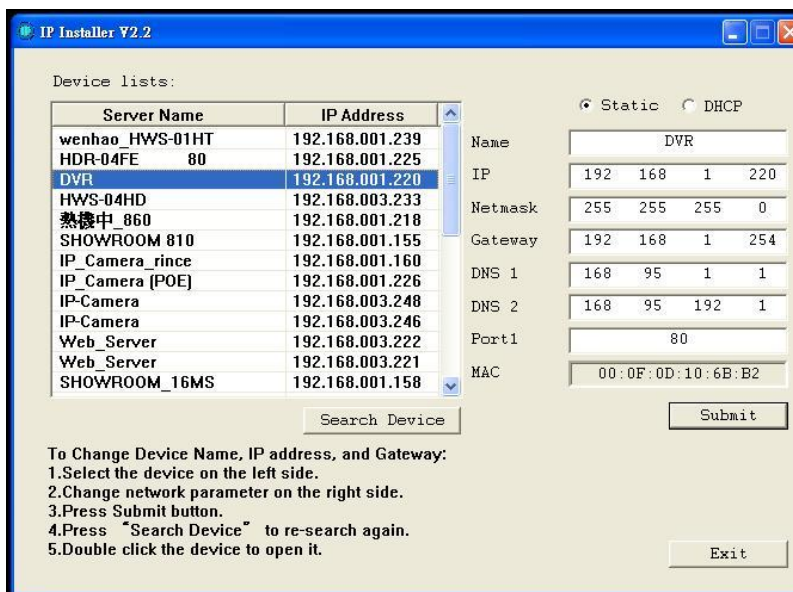 IP Installer V2.2
Device lists:
Server Name IP Address
wenhao_HWS-01HT 192.168.001.239
HDR-04FE 80 192.168.001.225
DVR 192.168.001.220
HWS-04HD 192.168.003.233
熱機中_860 192.168.001.218
SHOWROOM 810 192.168.001.155
IP_Camera_rince 192.168.001.160
IP_Camera (POE) 192.168.001.226
IP-Camera 192.168.003.248
IP-Camera 192.168.003.246
Web_Server 192.168.003.222
Web_Server 192.168.003.221
SHOWROOM_16MS 192.168.001.158
Search Device
Static DHCP
Name DVR
IP 192 168 1 220
Netmask 255 255 255 0
Gateway 192 168 1 254
DNS 1 168 95 1 1
DNS 2 168 95 192 1
Port1 80
MAC 00:0F:0D:10:6B:B2
Submit
To Change Device Name, IP address, and Gateway:
1.Select the device on the left side.
2.Change network parameter on the right side.
3.Press Submit button.
4.Press “Search Device” to re-search again.
5.Double click the device to open it.
Exit